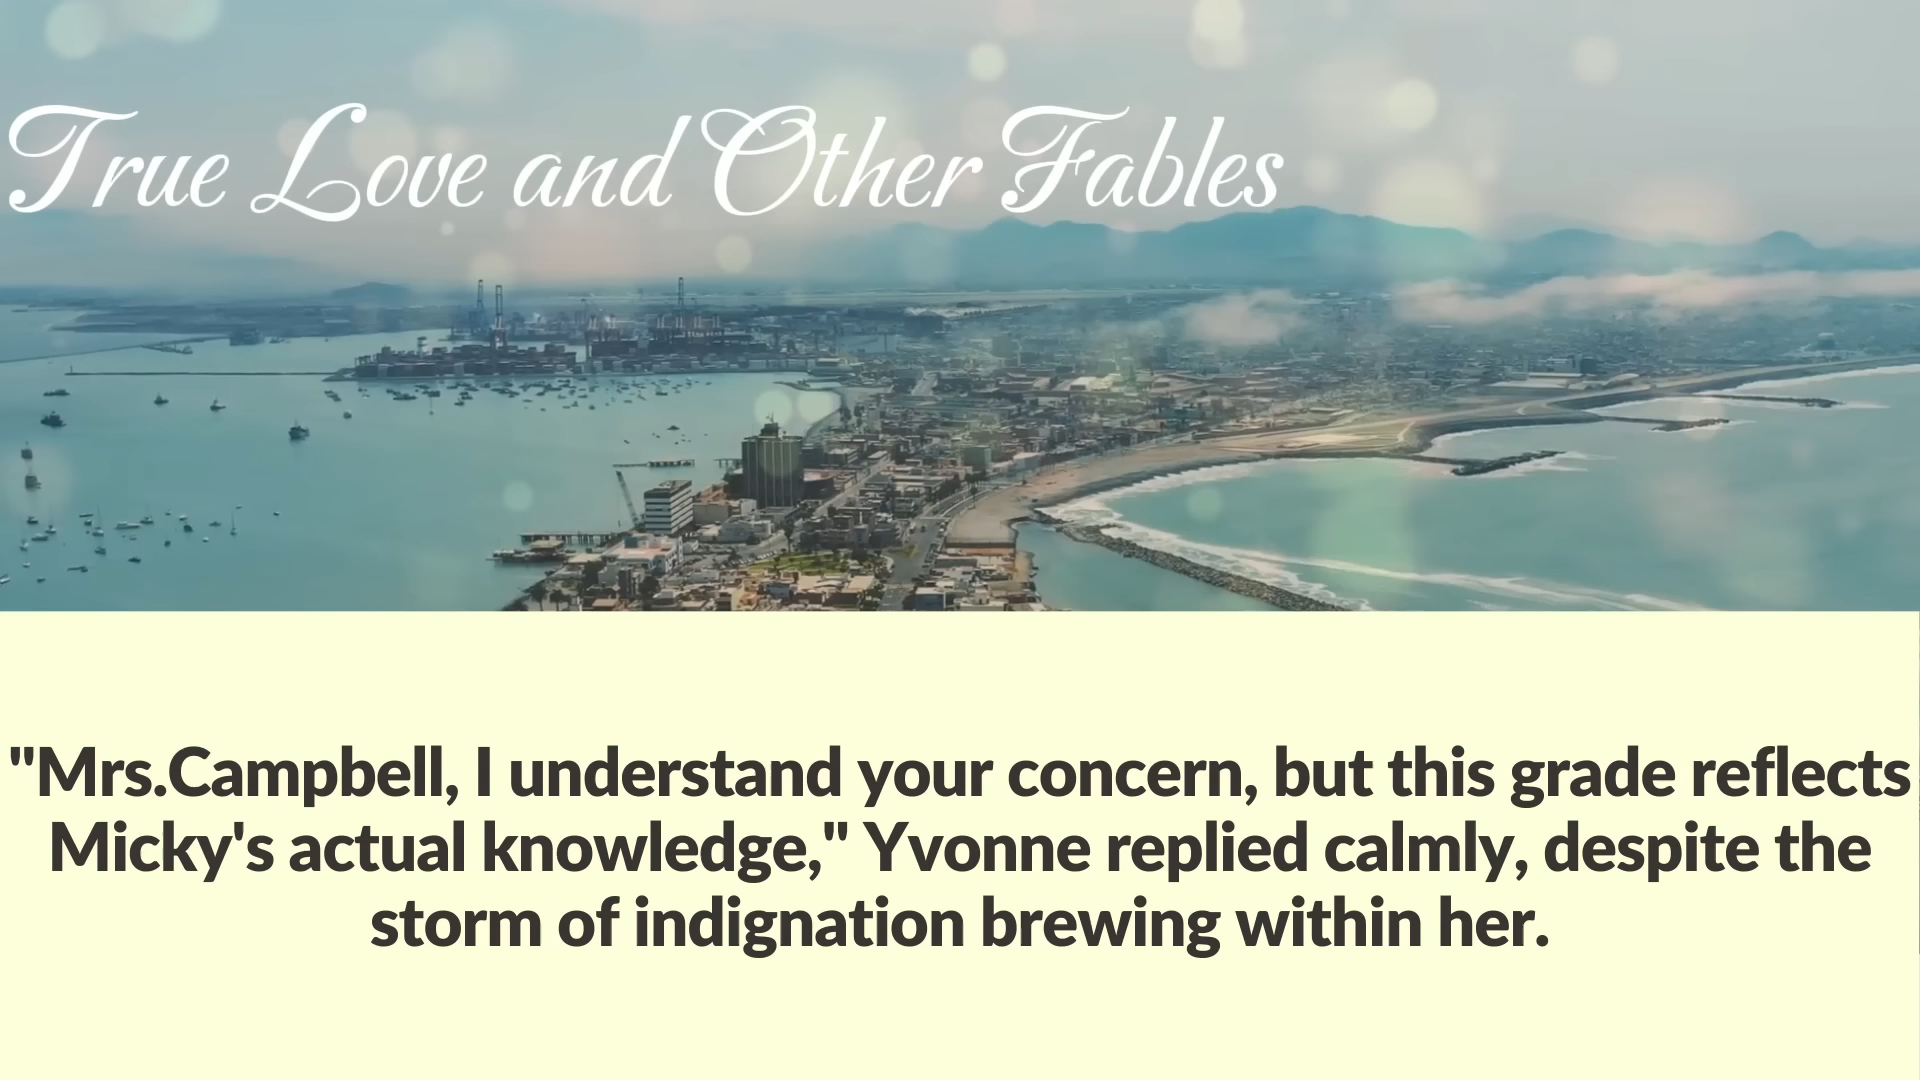 True Love and Other Fables
"Mrs.Campbell, I understand your concern, but this grade reflects
Micky's actual knowledge," Yvonne replied calmly, despite the
storm of indignation brewing within her.